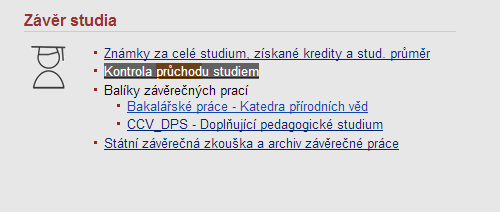 Závěr studia
Známky za celé studium, získané kredity a stud. průměr
Kontrola průchodu studiem
Balíky závěrečných prací
Bakalářské práce - Katedra přírodních věd
CCV_DPS - Doplňující pedagogické studium
Státní závěrečná zkouška a archiv závěrečné práce